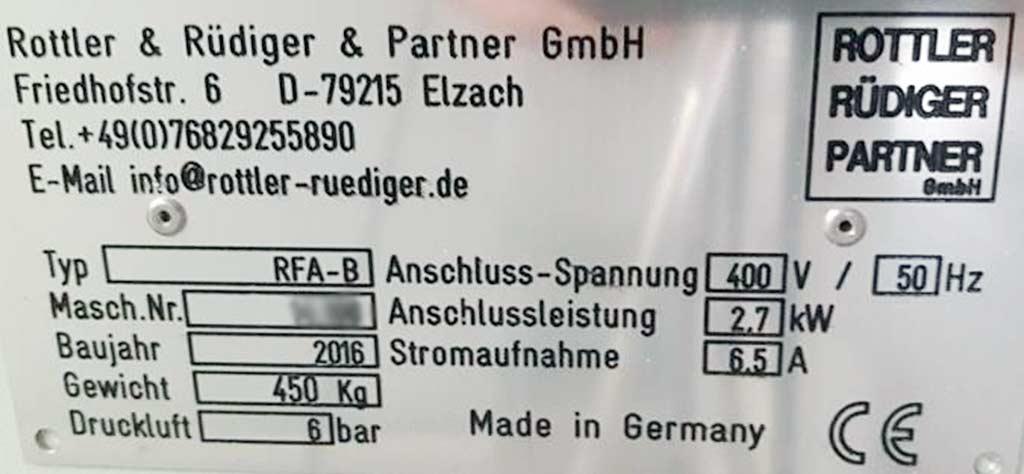 Rottler & Rüdiger & Partner GmbH
Friedhofstr. 6 D-79215 Elzach
Tel.+49(0)76829255890
E-Mail info@rottler-ruediger.de
ROTTLER
RÜDIGER
PARTNER
GmbH
Typ RFA-B Anschluss-Spannung 400 V / 50 Hz
Masch.Nr. Anschlussleistung 2,7 kW
Baujahr 2016 Stromaufnahme 6.5 A
Gewicht 450 Kg
Druckluft 6 bar Made in Germany CE